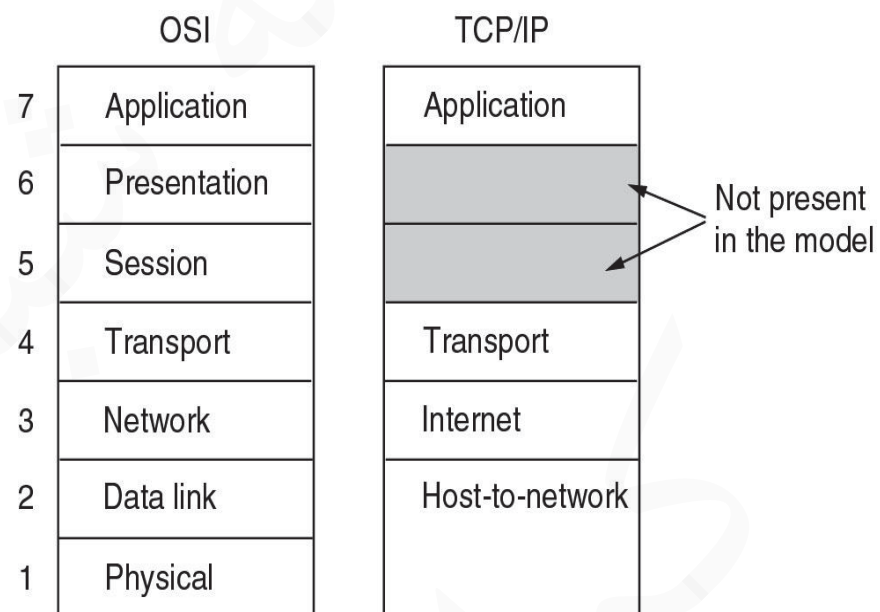 OSI TCP/IP
7 Application Application
6 Presentation
Not present
5 Session
in the model
4 Transport Transport
3 Network Internet
2 Data link Host-to-network
1 Physical